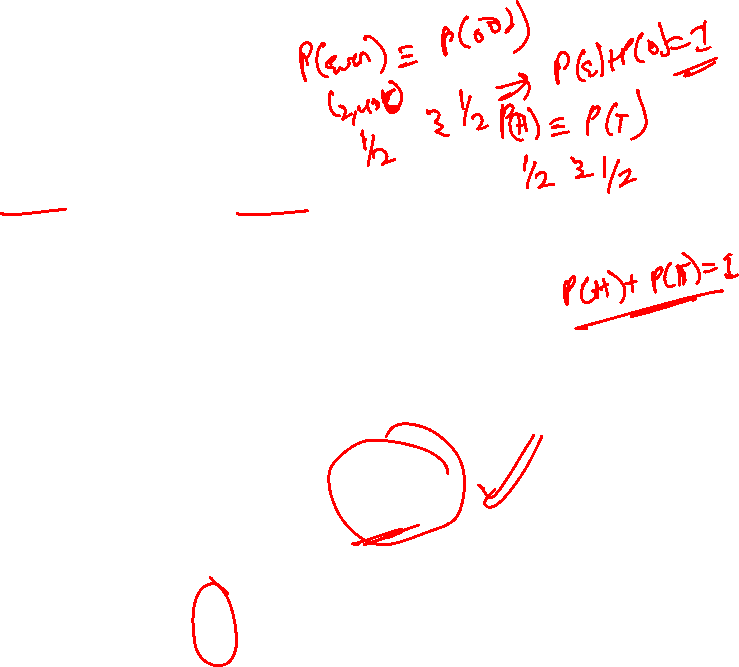 P(even) ≡ P(odd)
⇒ P(E)+P(O)=1
(2,4,6)
1/2 & 1/2 P(H) ≡ P(T)
1/2 & 1/2
P(H)+ P(T)=1